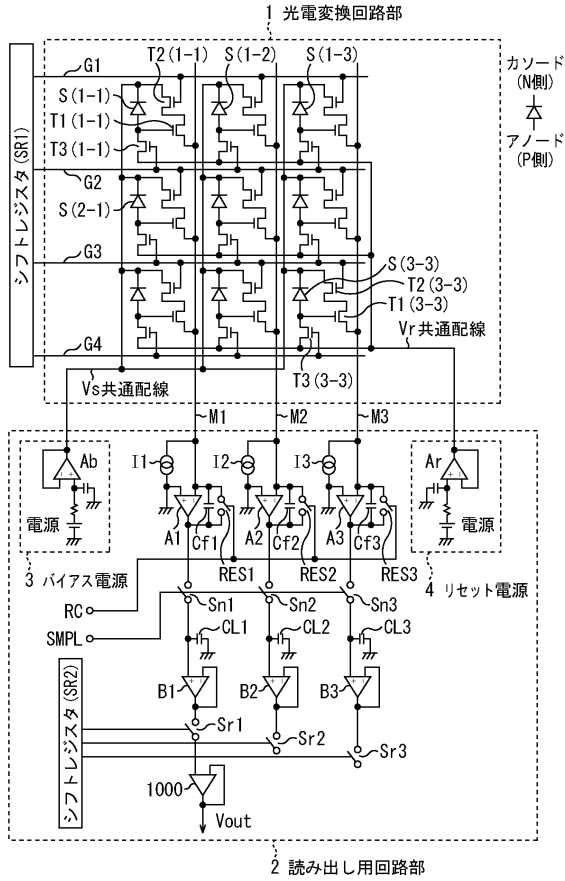 1 光電変換回路部
G1
T2(1-1)
S(1-2)
S(1-3)
カソード
(N側)
アノード
(P側)
S(1-1)
T1(1-1)
T3(1-1)
シフトレジスタ(SR1)
G2
S(2-1)
G3
S(3-3)
T2(3-3)
T1(3-3)
Vr共通配線
G4
T3(3-3)
Vs共通配線
M1
M2
M3
Ab
I1
I2
I3
Ar
+ -
+ -
+ -
+ -
+ -
電源
A1
Cf1
A2
Cf2
A3
Cf3
電源
RES1
RES2
RES3
3 バイアス電源
4 リセット電源
RC
Sn1
Sn2
Sn3
SMPL
CL1
CL2
CL3
シフトレジスタ(SR2)
B1
B2
B3
+ -
+ -
+ -
Sr1
Sr2
Sr3
1000
Vout
2 読み出し用回路部